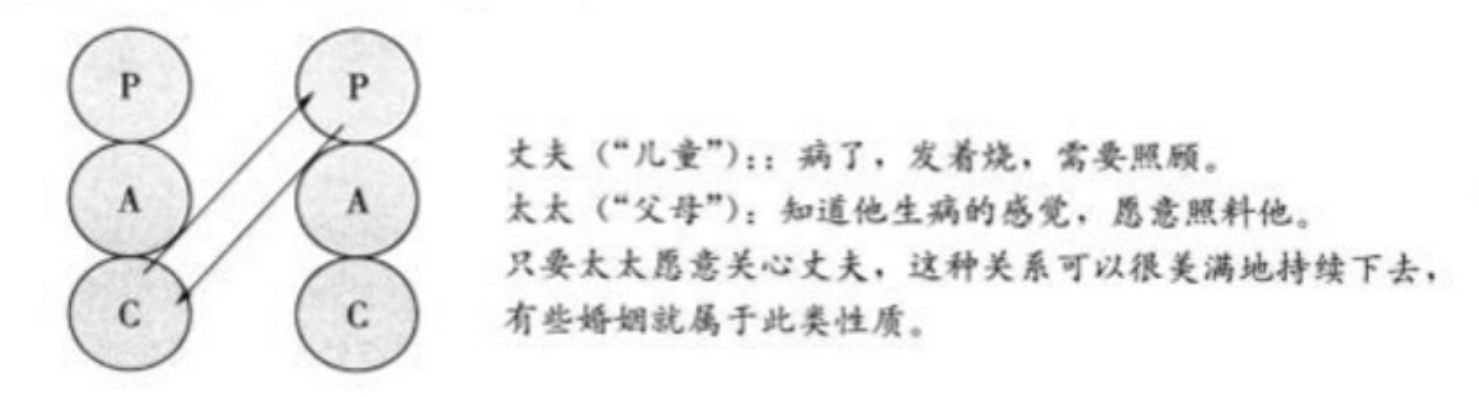 P P
A A
C C
丈夫（“儿童”）：：病了，发着烧，需要照顾。
太太（“父母”）：知道他生病的感觉，愿意照料他。
只要太太愿意关心丈夫，这种关系可以很美满地持续下去，
有些婚姻就属于此类性质。